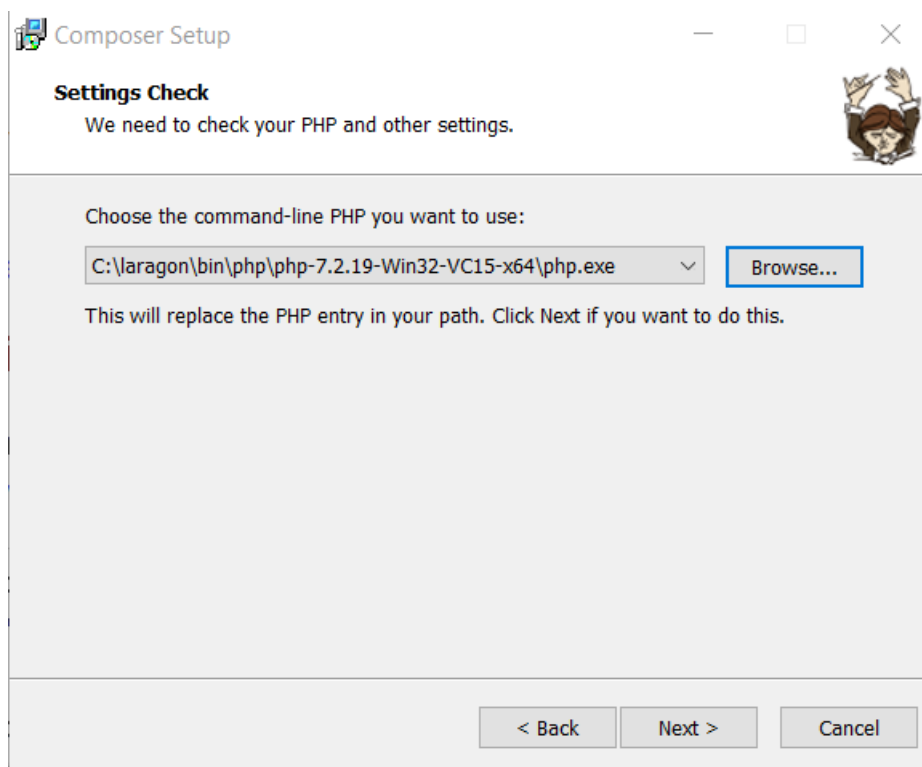 Composer Setup
Settings Check
We need to check your PHP and other settings.
Choose the command-line PHP you want to use:
C:\laragon\bin\php\php-7.2.19-Win32-VC15-x64\php.exe
Browse...
This will replace the PHP entry in your path. Click Next if you want to do this.
< Back
Next >
Cancel